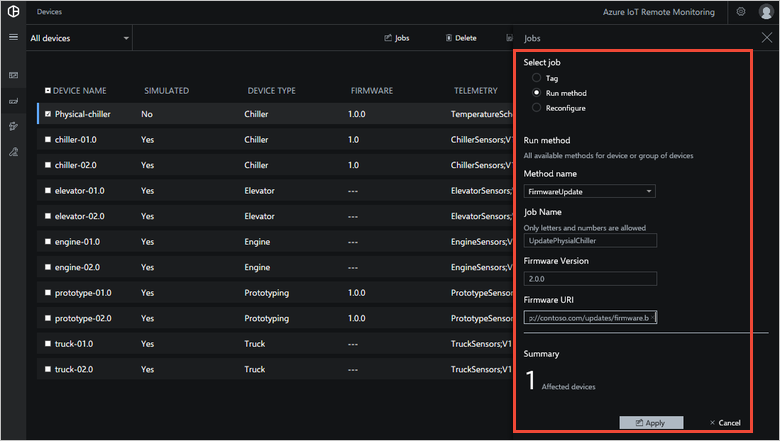 Devices
Azure IoT Remote Monitoring
All devices
Jobs
Delete
DEVICE NAME SIMULATED DEVICE TYPE FIRMWARE TELEMETRY
Physical-chiller No Chiller 1.0.0 TemperatureSch
chiller-01.0 Yes Chiller 1.0 ChillerSensors;V1
chiller-02.0 Yes Chiller 1.0 ChillerSensors;V1
elevator-01.0 Yes Elevator --- ElevatorSensors;
elevator-02.0 Yes Elevator --- ElevatorSensors;
engine-01.0 Yes Engine --- EngineSensors;V
engine-02.0 Yes Engine --- EngineSensors;V
prototype-01.0 Yes Prototyping 1.0.0 PrototypeSensor
prototype-02.0 Yes Prototyping 1.0.0 PrototypeSensor
truck-01.0 Yes Truck --- TruckSensors;V1
truck-02.0 Yes Truck --- TruckSensors;V1
Jobs
Select job
Tag
Run method
Reconfigure
Run method
All available methods for device or group of devices
Method name
FirmwareUpdate
Job Name
Only letters and numbers are allowed
UpdatePhysialChiller
Firmware Version
2.0.0
Firmware URI
://contoso.com/updates/firmware.b
Summary
1 Affected devices
Apply
Cancel